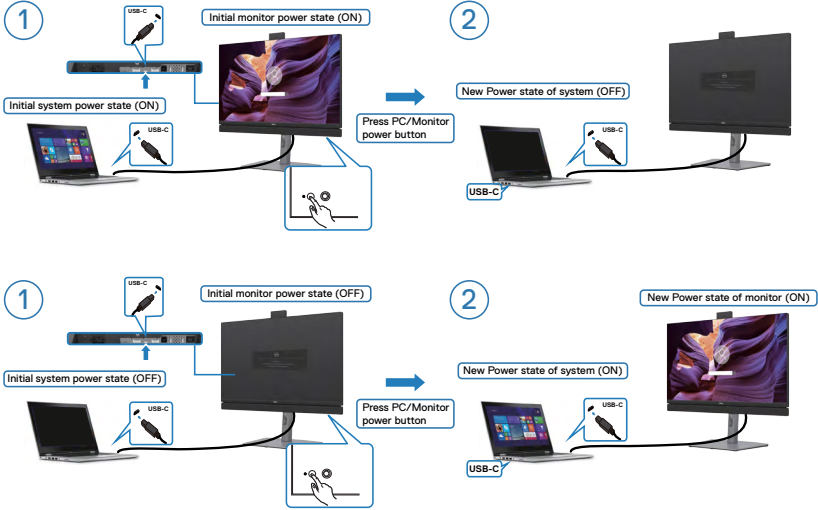 1
USB-C
Initial monitor power state (ON)
Initial system power state (ON)
USB-C
Press PC/Monitor
power button
2
New Power state of system (OFF)
USB-C
USB-C
1
USB-C
Initial monitor power state (OFF)
Initial system power state (OFF)
USB-C
Press PC/Monitor
power button
2
New Power state of monitor (ON)
New Power state of system (ON)
USB-C
USB-C